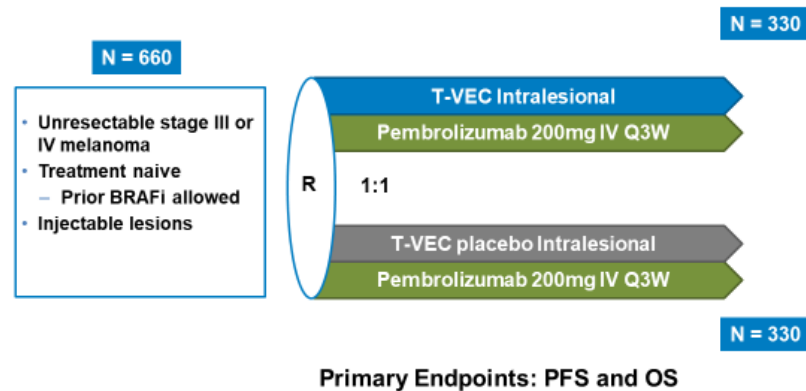 N = 330
N = 660
• Unresectable stage III or
IV melanoma
• Treatment naive
– Prior BRAFi allowed
• Injectable lesions
T-VEC Intralesional
Pembrolizumab 200mg IV Q3W
R
1:1
T-VEC placebo Intralesional
Pembrolizumab 200mg IV Q3W
N = 330
Primary Endpoints: PFS and OS